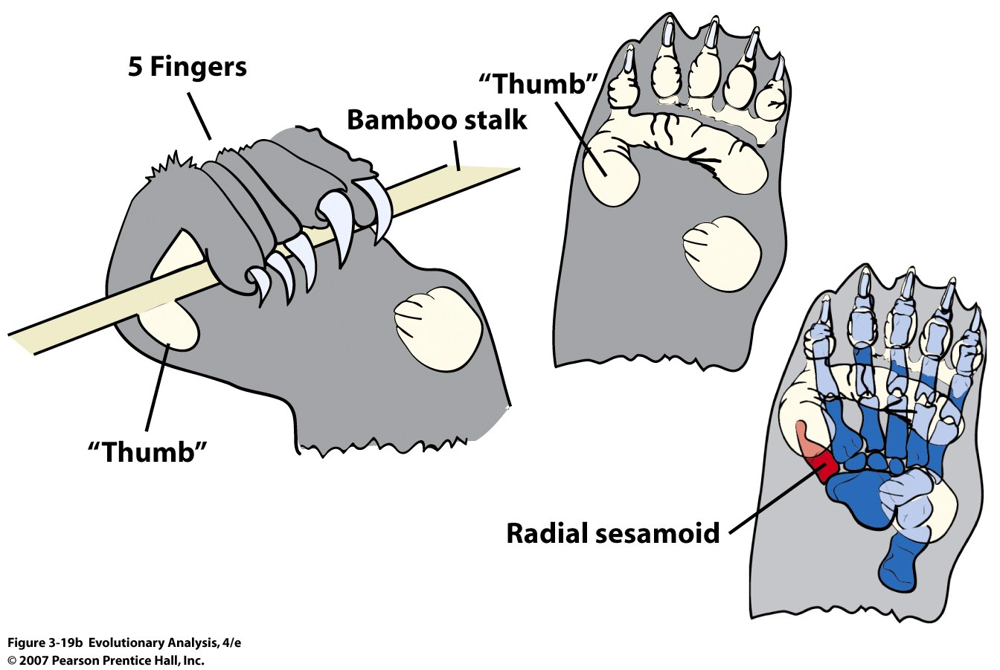 5 Fingers
Bamboo stalk
“Thumb”
“Thumb”
Radial sesamoid
Figure 3-19b Evolutionary Analysis, 4/e
© 2007 Pearson Prentice Hall, Inc.